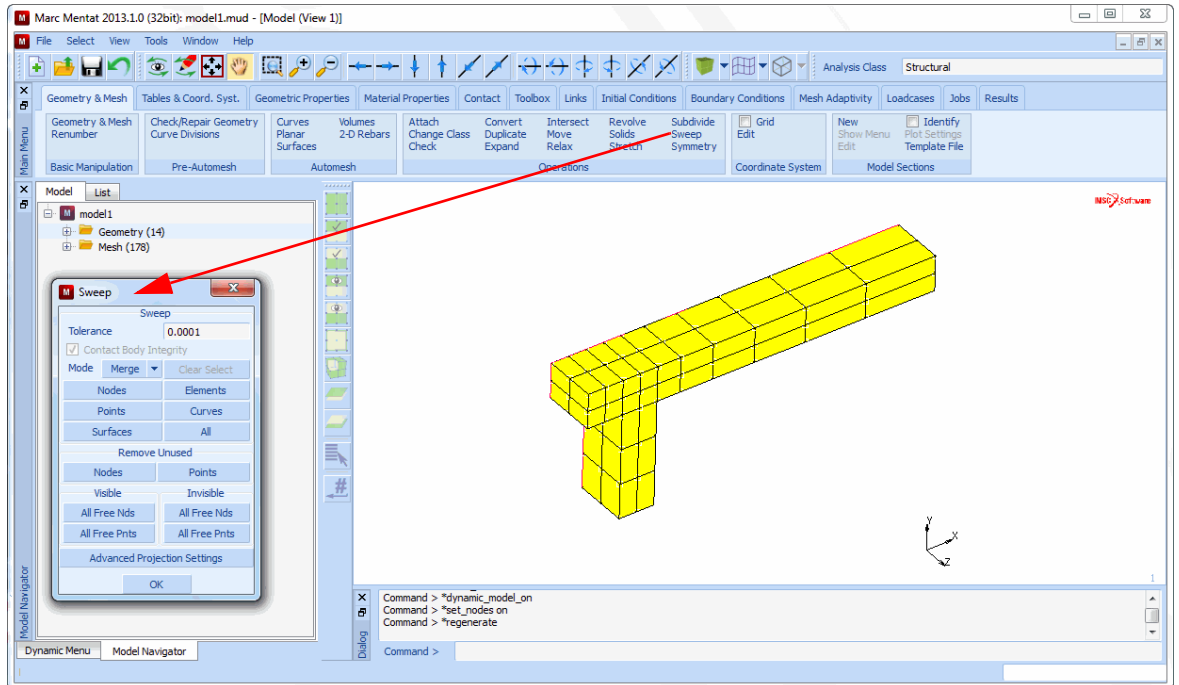 Marc Mentat 2013.1.0 (32bit): model1.mud - [Model (View 1)]
File Select View Tools Window Help
Analysis Class Structural
Geometry & Mesh Tables & Coord. Syst. Geometric Properties Material Properties Contact Toolbox Links Initial Conditions Boundary Conditions Mesh Adaptivity Loadcases Jobs Results
Main Menu
Geometry & Mesh Check/Repair Geometry Curves Volumes Attach Convert Intersect Revolve Subdivide Grid New Identify
Renumber Curve Divisions Planar 2-D Rebars Change Class Duplicate Move Solids Sweep Edit Show Menu Plot Settings
Surfaces Check Expand Relax Stretch Symmetry Edit Template File
Basic Manipulation Pre-Automesh Automesh Operations Coordinate System Model Sections
Model List
model1
Geometry (14)
Mesh (178)
MSC Software
Sweep
Sweep
Tolerance 0.0001
Contact Body Integrity
Mode Merge Clear Select
Nodes Elements
Points Curves
Surfaces All
Remove Unused
Nodes Points
Visible Invisible
All Free Nds All Free Nds
All Free Pnts All Free Pnts
Advanced Projection Settings
OK
#
Y
X
Z
1
Model Navigator
Dialog
Command > *dynamic_model_on
Command > *set_nodes on
Command > *regenerate
Command >
Dynamic Menu Model Navigator